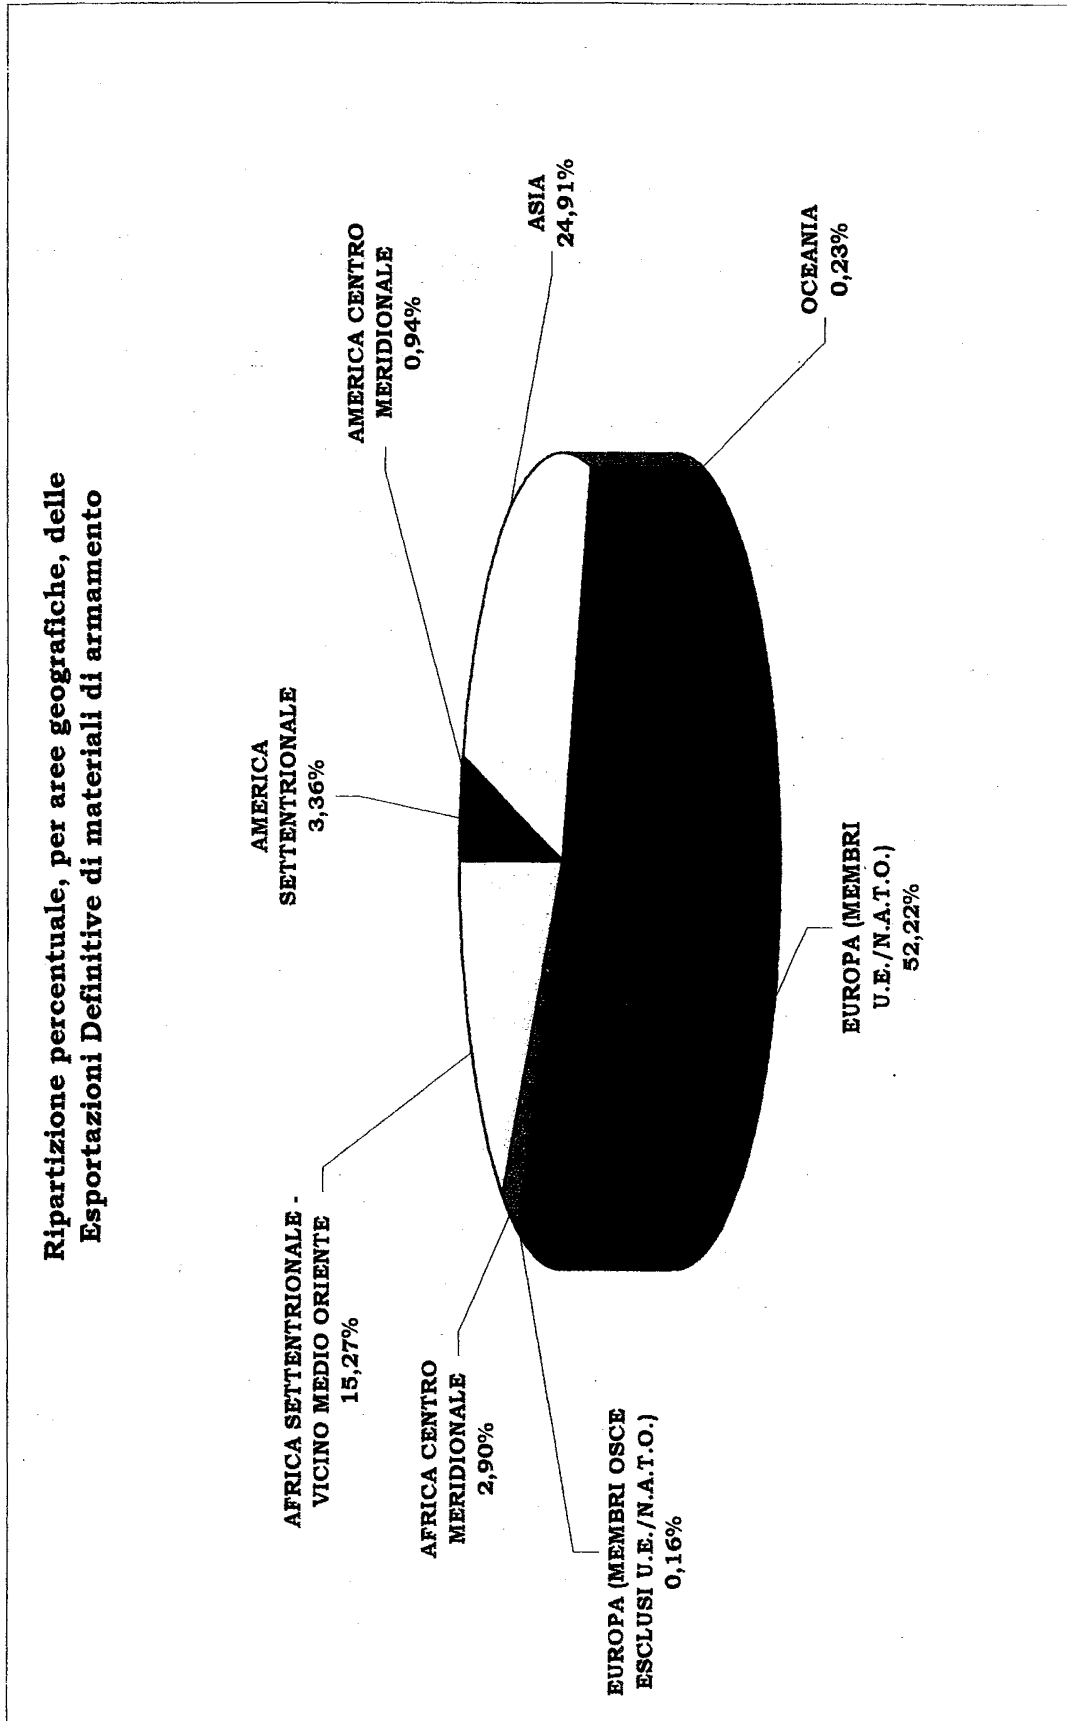 Ripartizione percentuale, per aree geografiche, delle
Esportazioni Definitive di materiali di armamento
AMERICA
SETTENTRIONALE
3,36%
AMERICA CENTRO
MERIDIONALE
0,94%
ASIA
24,91%
OCEANIA
0,23%
EUROPA (MEMBRI
U.E./N.A.T.O.)
52,22%
EUROPA (MEMBRI OSCE
ESCLUSI U.E./N.A.T.O.)
0,16%
AFRICA CENTRO
MERIDIONALE
2,90%
AFRICA SETTENTRIONALE -
VICINO MEDIO ORIENTE
15,27%